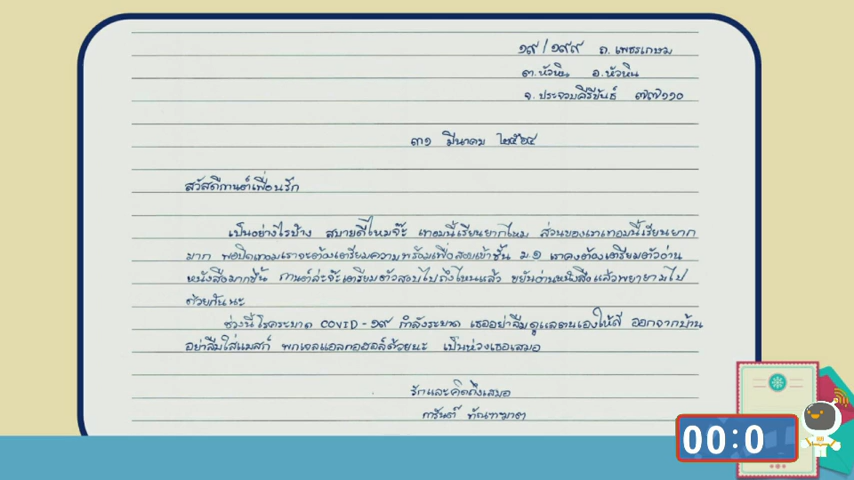 ๑๙/๑๙๙ ถ.เพชรเกษม
ต.หัวหิน อ.หัวหิน
จ.ประจวบคีรีขันธ์ ๗๗๑๑๐
๓๑ มีนาคม ๒๕๖๔
สวัสดีกานต์เพื่อนรัก
เป็นอย่างไรบ้าง สบายดีไหมจ๊ะ เทอมนี้เรียนยากไหม ส่วนของเราเทอมนี้เรียนยาก
มาก พอปิดเทอมเราจะต้องเตรียมความพร้อมเพื่อสอบเข้าชั้น ม.๑ เราคงต้องเตรียมตัวอ่าน
หนังสือมากขึ้น กานต์ล่ะจ๊ะเตรียมตัวสอบไปถึงไหนแล้ว ขยันอ่านหนังสือแล้วพยายามไป
ด้วยกันนะ
ช่วงนี้โรคระบาด COVID-๑๙ กำลังระบาด เธออย่าลืมดูแลตนเองให้ดี ออกจากบ้าน
อย่าลืมใส่แมสก์ พกเจลแอลกอฮอล์ด้วยนะ เป็นห่วงเธอเสมอ
รักและคิดถึงเสมอ
การันต์ ทัณฑฆาต
00:0